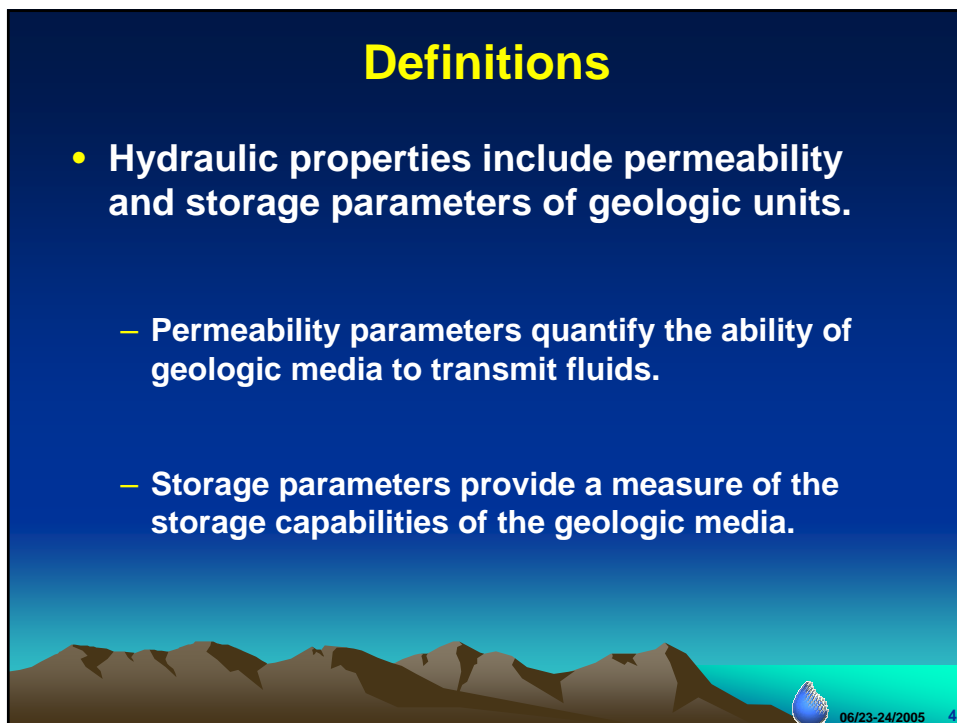 Definitions
• Hydraulic properties include permeability
and storage parameters of geologic units.
– Permeability parameters quantify the ability of
geologic media to transmit fluids.
– Storage parameters provide a measure of the
storage capabilities of the geologic media.
06/23-24/2005 4